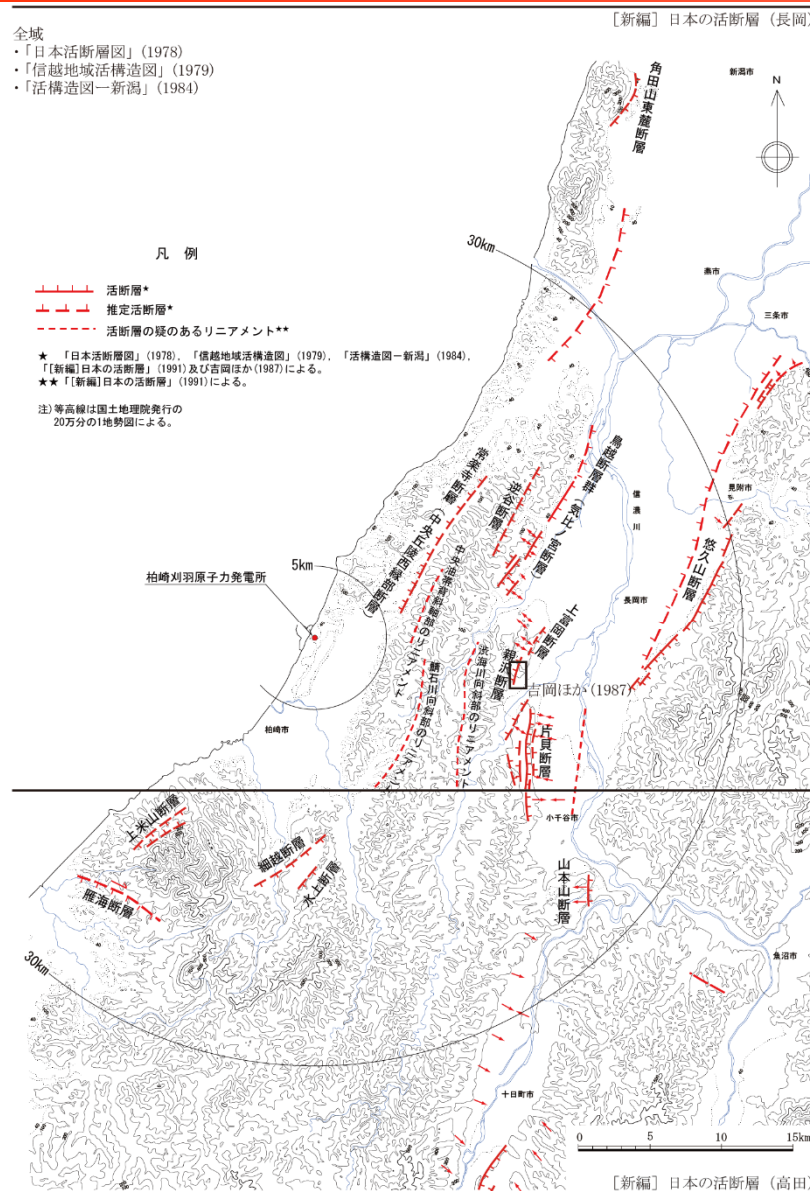 [新編] 日本の活断層 (長岡)
全域
・「日本活断層図」(1978)
・「信越地域活構造図」(1979)
・「活構造図ー新潟」(1984)
角田山東麓断層
新潟市
N
30km
凡 例
活断層★
推定活断層★
活断層の疑のあるリニアメント★★
★ 「日本活断層図」(1978), 「信越地域活構造図」(1979), 「活構造図ー新潟」(1984),
「[新編]日本の活断層」(1991)及び吉岡ほか(1987)による。
★★「[新編]日本の活断層」(1991)による。
注)等高線は国土地理院発行の
20万分の1地勢図による。
燕市
三条市
見附市
鳥越断層群(気比ノ宮断層)
逆谷断層
常楽寺断層(中央丘陵西縁部断層)
信濃川
悠久山断層
中央油帯背斜翼部のリニアメント
5km
柏崎刈羽原子力発電所
長岡市
上富岡断層
親沢断層
吉岡ほか(1987)
渋海川向斜部のリニアメント
鯖石川向斜部のリニアメント
柏崎市
片貝断層
小千谷市
上米山断層
細越断層
水上断層
雁海断層
山本山断層
魚沼市
30km
十日町市
0 5 10 15km
[新編] 日本の活断層 (高田)